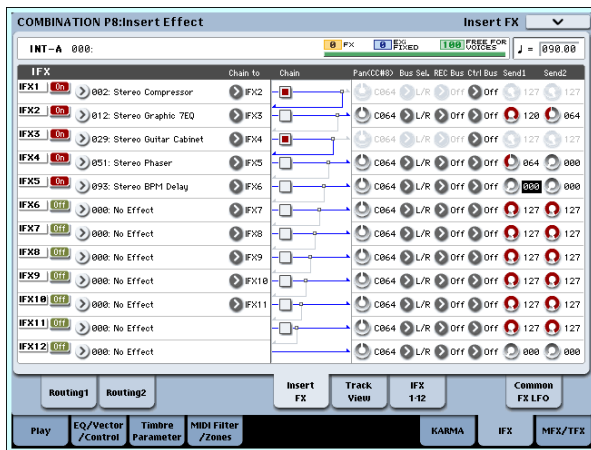 COMBINATION P8:Insert Effect Insert FX
INT-A 000: 0 FX 0 EXG FIXED 100 FREE FOR VOICES ♩ = 090.00
IFX Chain to Chain Pan(CC#8) Bus Sel. REC Bus Ctrl Bus Send1 Send2
IFX1 On 002: Stereo Compressor IFX2 C064 L/R Off Off 127 127
IFX2 On 012: Stereo Graphic 7EQ IFX3 C064 L/R Off Off 120 064
IFX3 On 029: Stereo Guitar Cabinet IFX4 C064 L/R Off Off 127 127
IFX4 On 051: Stereo Phaser IFX5 C064 L/R Off Off 064 000
IFX5 On 093: Stereo BPM Delay IFX6 C064 L/R Off Off 000 000
IFX6 Off 000: No Effect IFX7 C064 L/R Off Off 127 127
IFX7 Off 000: No Effect IFX8 C064 L/R Off Off 127 127
IFX8 Off 000: No Effect IFX9 C064 L/R Off Off 127 127
IFX9 Off 000: No Effect IFX10 C064 L/R Off Off 127 127
IFX10 Off 000: No Effect IFX11 C064 L/R Off Off 127 127
IFX11 Off 000: No Effect C064 L/R Off Off 127 127
IFX12 Off 000: No Effect C064 L/R Off Off 000 000
Routing1 Routing2 Insert FX Track View IFX 1-12 Common FX LFO
Play EQ/Vector /Control Timbre Parameter MIDI Filter /Zones KARMA IFX MFX/TFX